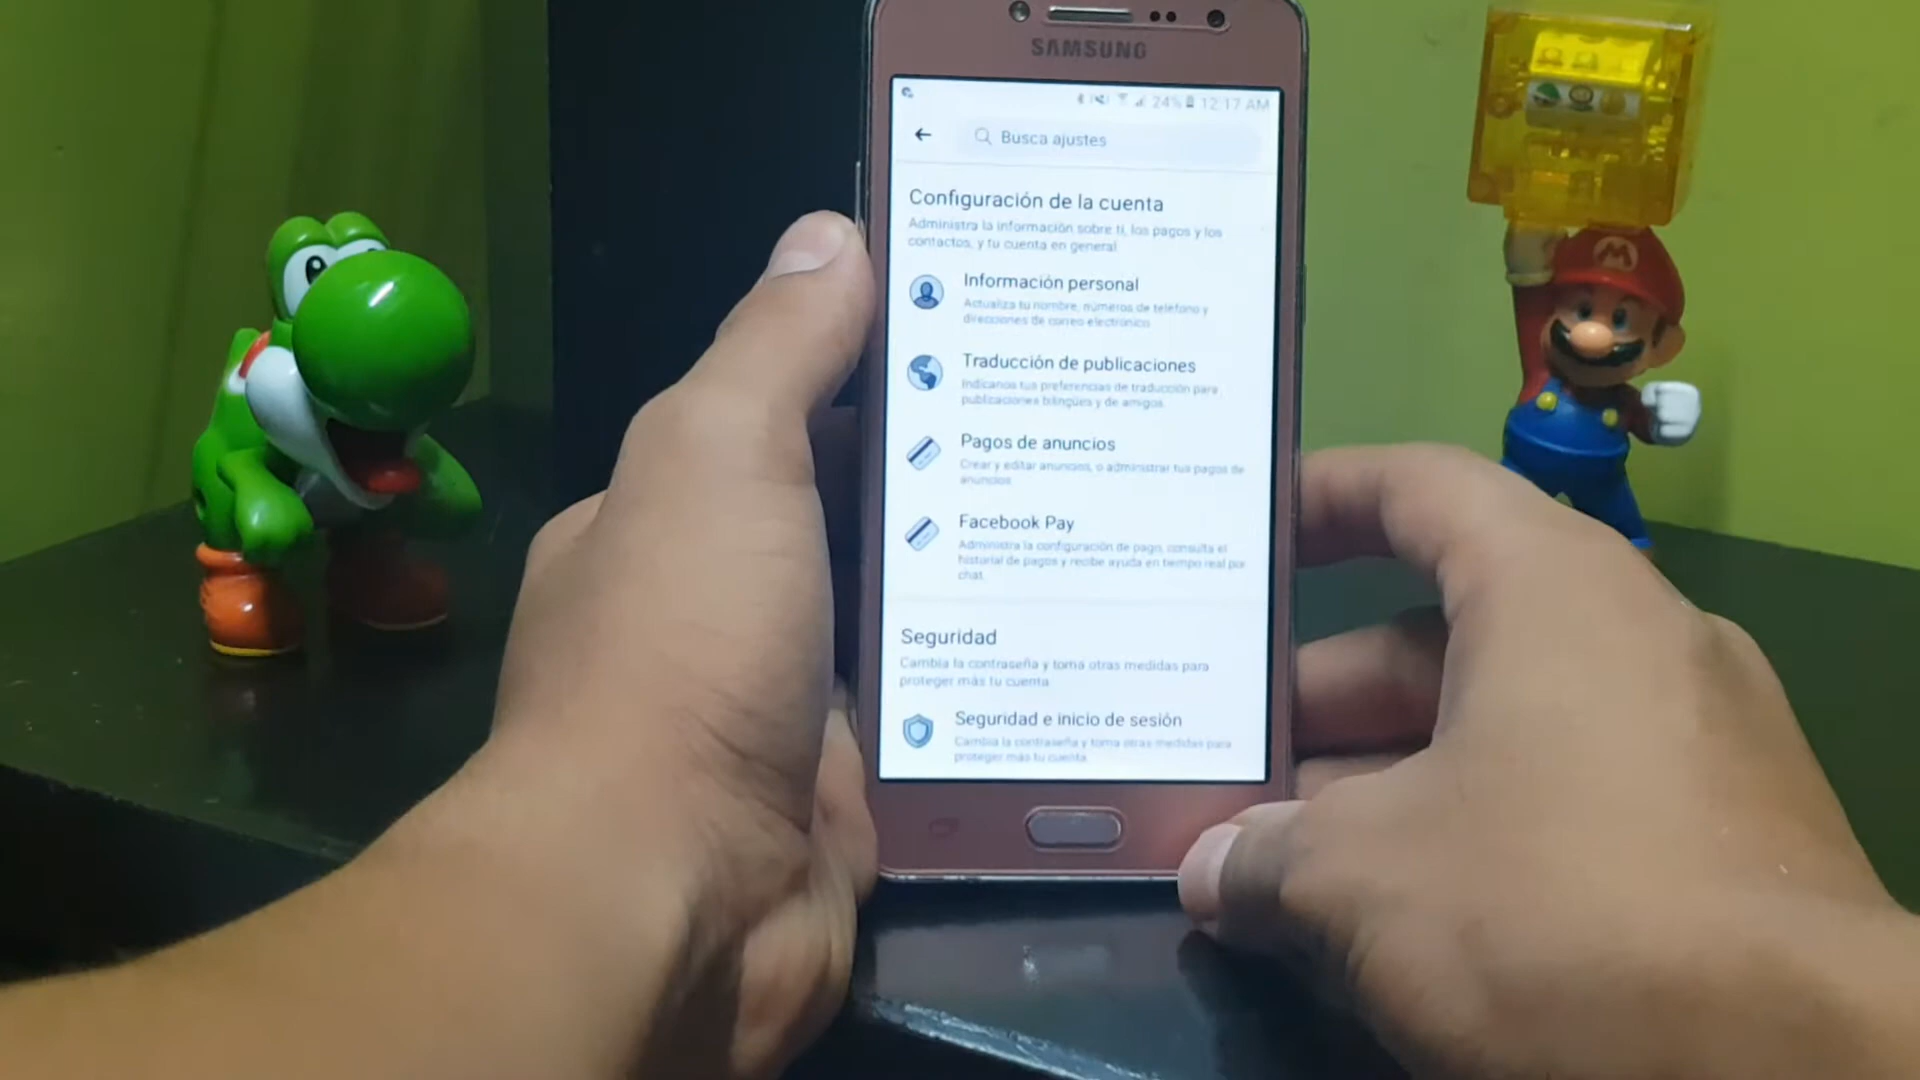 SAMSUNG
24% 12:17 AM
Busca ajustes
Configuración de la cuenta
Administra la información sobre ti, los pagos y los
contactos, y tu cuenta en general.
Información personal
Actualiza tu nombre, números de teléfono y
direcciones de correo electrónico.
Traducción de publicaciones
Indícanos tus preferencias de traducción para
publicaciones bilingües y de amigos.
Pagos de anuncios
Crear y editar anuncios, o administrar tus pagos de
anuncios.
Facebook Pay
Administra la configuración de pago, consulta el
historial de pagos y recibe ayuda en tiempo real por
chat.
Seguridad
Cambia la contraseña y toma otras medidas para
proteger más tu cuenta.
Seguridad e inicio de sesión
Cambia la contraseña y toma otras medidas para
proteger más tu cuenta.
M